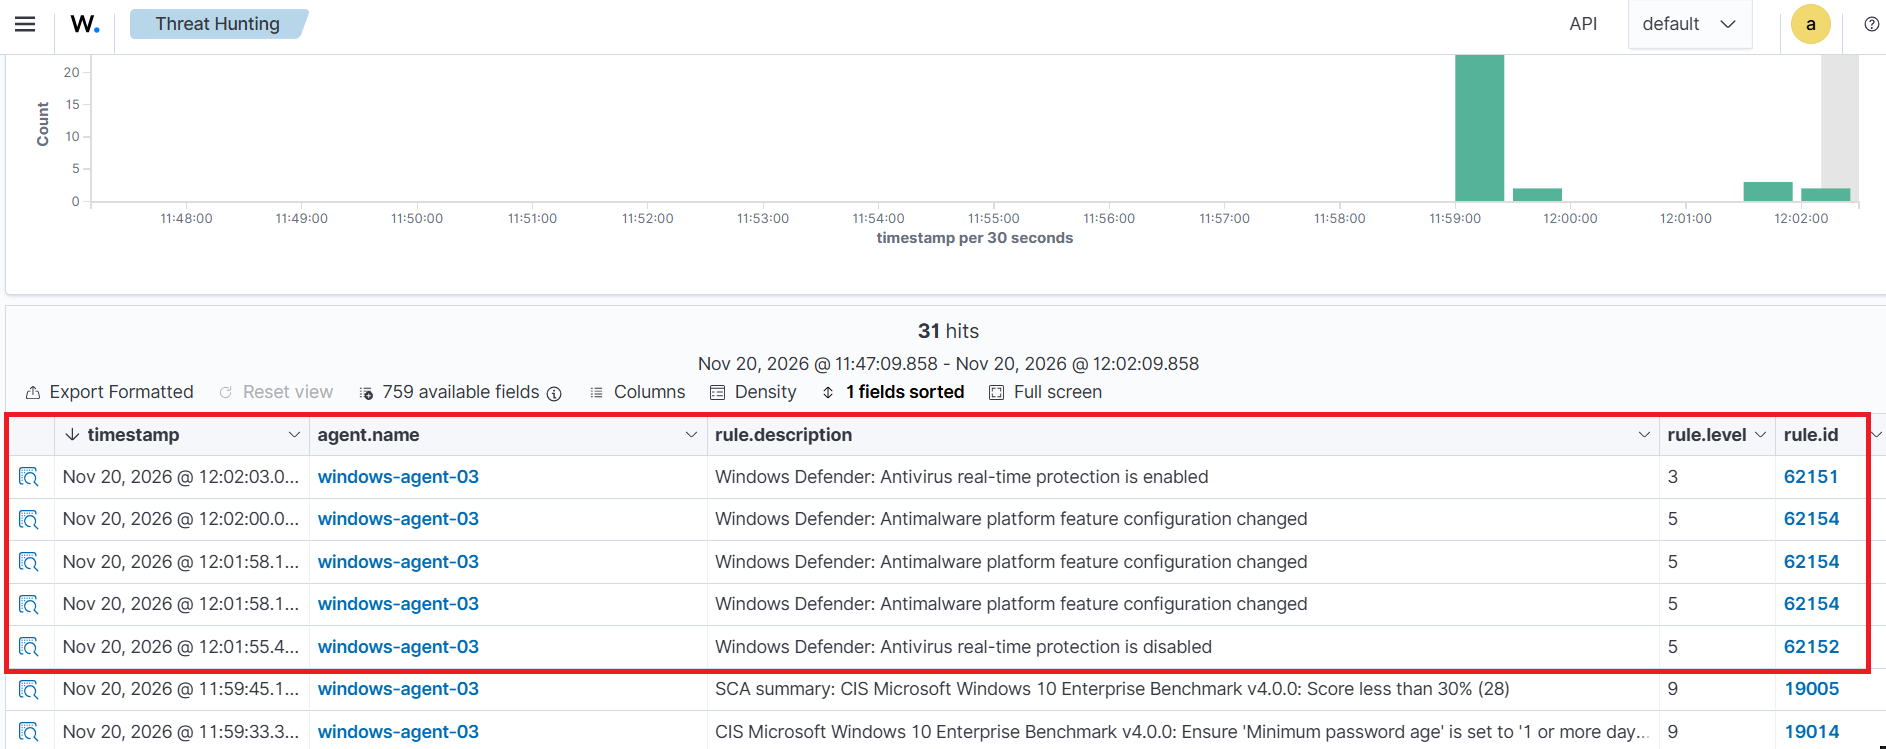 W. Threat Hunting API default a
20
15
10
5
0
Count
11:48:00 11:49:00 11:50:00 11:51:00 11:52:00 11:53:00 11:54:00 11:55:00 11:56:00 11:57:00 11:58:00 11:59:00 12:00:00 12:01:00 12:02:00
timestamp per 30 seconds
31 hits
Nov 20, 2026 @ 11:47:09.858 - Nov 20, 2026 @ 12:02:09.858
Export Formatted Reset view 759 available fields Columns Density 1 fields sorted Full screen
timestamp agent.name rule.description rule.level rule.id
Nov 20, 2026 @ 12:02:03.0... windows-agent-03 Windows Defender: Antivirus real-time protection is enabled 3 62151
Nov 20, 2026 @ 12:02:00.0... windows-agent-03 Windows Defender: Antimalware platform feature configuration changed 5 62154
Nov 20, 2026 @ 12:01:58.1... windows-agent-03 Windows Defender: Antimalware platform feature configuration changed 5 62154
Nov 20, 2026 @ 12:01:58.1... windows-agent-03 Windows Defender: Antimalware platform feature configuration changed 5 62154
Nov 20, 2026 @ 12:01:55.4... windows-agent-03 Windows Defender: Antivirus real-time protection is disabled 5 62152
Nov 20, 2026 @ 11:59:45.1... windows-agent-03 SCA summary: CIS Microsoft Windows 10 Enterprise Benchmark v4.0.0: Score less than 30% (28) 9 19005
Nov 20, 2026 @ 11:59:33.3... windows-agent-03 CIS Microsoft Windows 10 Enterprise Benchmark v4.0.0: Ensure 'Minimum password age' is set to '1 or more day... 9 19014